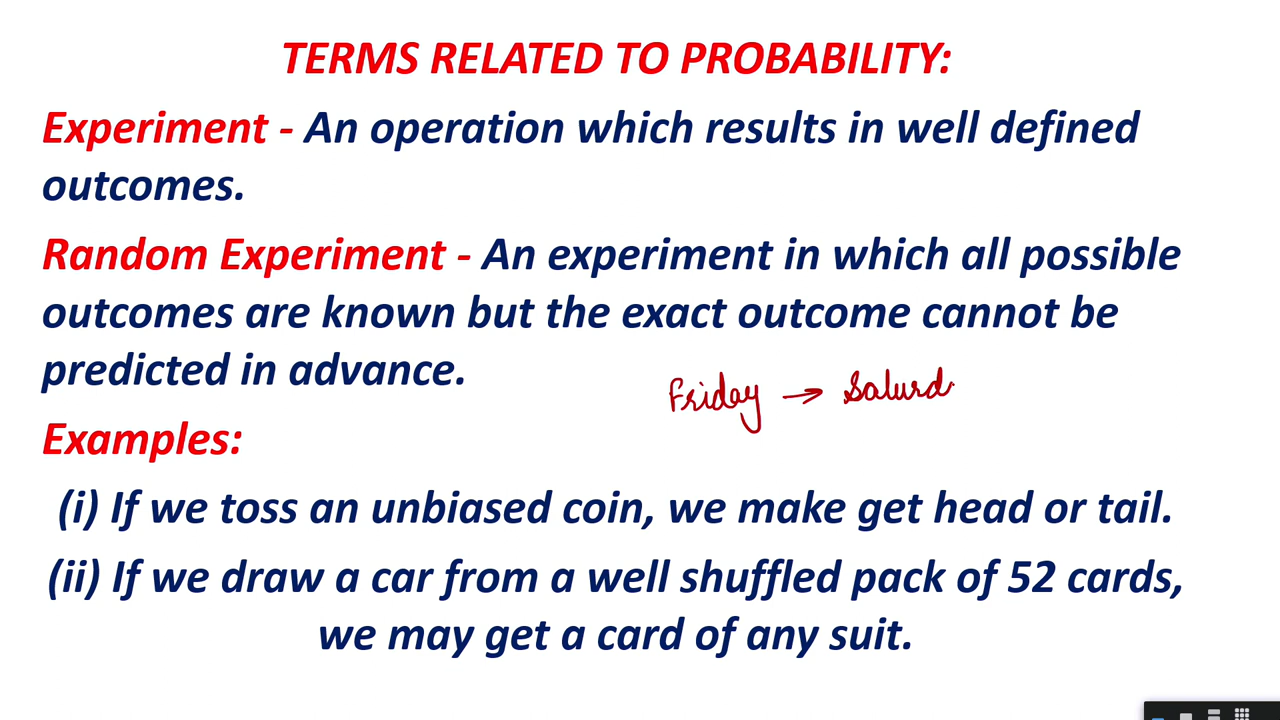 TERMS RELATED TO PROBABILITY:
Experiment - An operation which results in well defined
outcomes.
Random Experiment - An experiment in which all possible
outcomes are known but the exact outcome cannot be
predicted in advance.
Friday → Saturd
Examples:
(i) If we toss an unbiased coin, we make get head or tail.
(ii) If we draw a car from a well shuffled pack of 52 cards,
we may get a card of any suit.